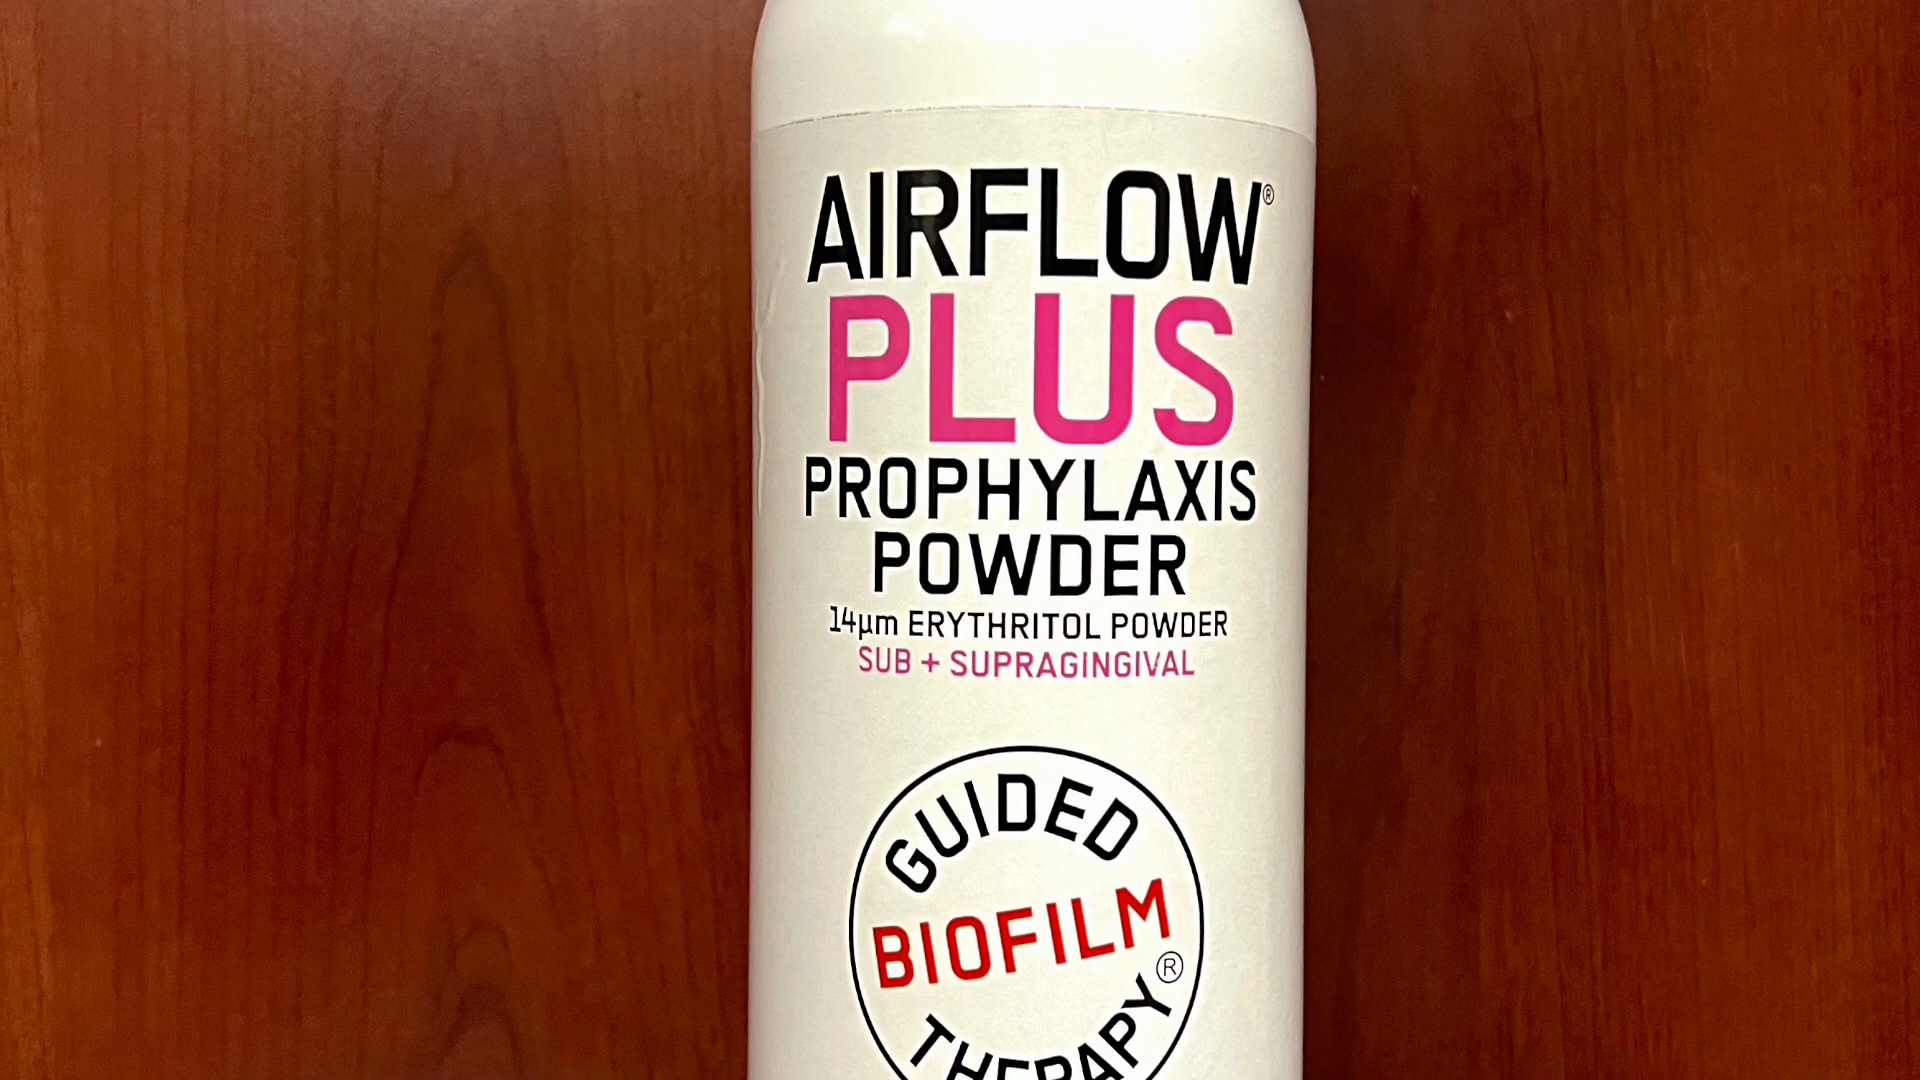 AIRFLOW®
PLUS
PROPHYLAXIS
POWDER
14µm ERYTHRITOL POWDER
SUB + SUPRAGINGIVAL
GUIDED
BIOFILM
THERAPY®